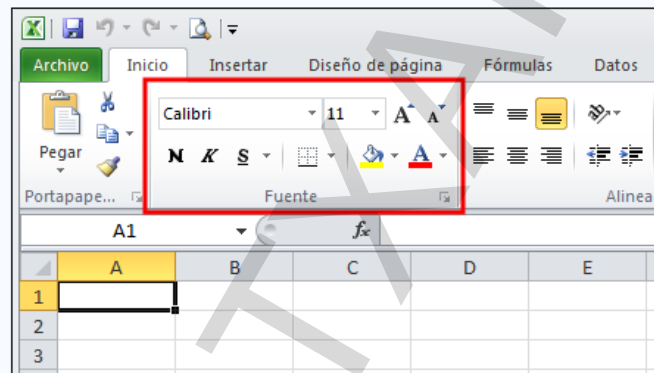 Archivo Inicio Insertar Diseño de página Fórmulas Datos
Calibri 11 A A
Pegar N K S A
Portapape... Fuente Alinea
A1 fx
A B C D E
1
2
3